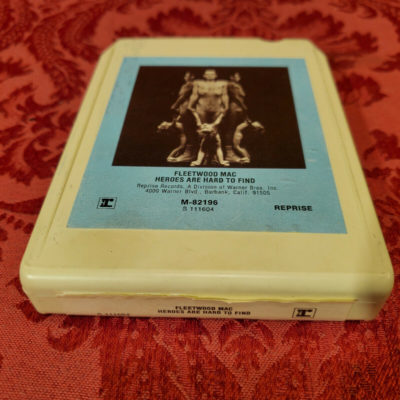 FLEETWOOD MAC
HEROES ARE HARD TO FIND
Reprise Records, A Division of Warner Bros. Inc.
4000 Warner Blvd., Burbank, Calif. 91505
M-82196
S 111604
REPRISE
FLEETWOOD MAC
S 111604 HEROES ARE HARD TO FIND